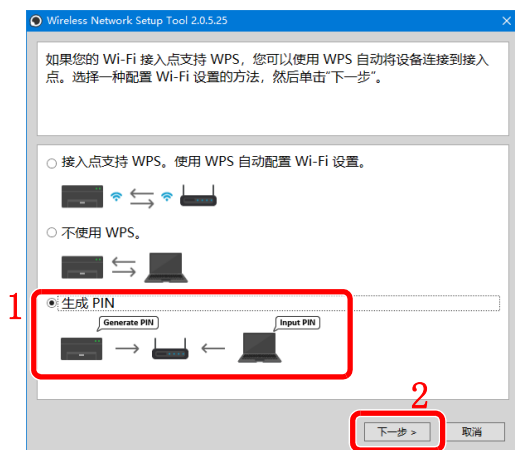 Wireless Network Setup Tool 2.0.5.25
如果您的 Wi-Fi 接入点支持 WPS，您可以使用 WPS 自动将设备连接到接入
点。选择一种配置 Wi-Fi 设置的方法，然后单击“下一步”。
接入点支持 WPS。使用 WPS 自动配置 Wi-Fi 设置。
不使用 WPS。
1
生成 PIN
Generate PIN
Input PIN
2
下一步 >
取消